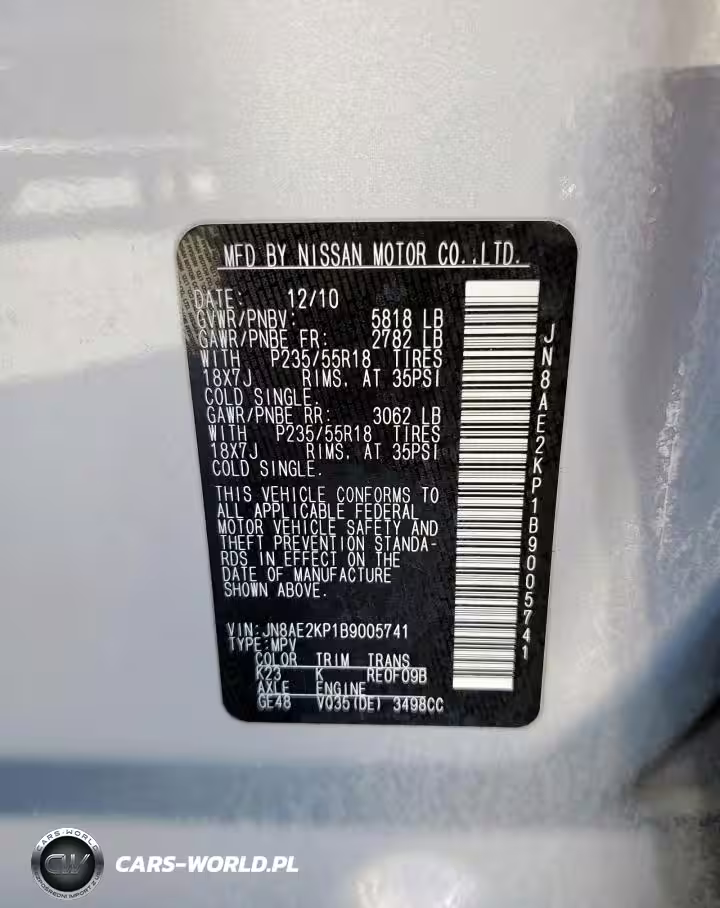 MFD BY NISSAN MOTOR CO.,LTD.
DATE: 12/10
GVWR/PNBV: 5818 LB
GAWR/PNBE FR: 2782 LB
WITH P235/55R18 TIRES
18X7J RIMS, AT 35PSI
COLD SINGLE.
GAWR/PNBE RR: 3062 LB
WITH P235/55R18 TIRES
18X7J RIMS, AT 35PSI
COLD SINGLE.
THIS VEHICLE CONFORMS TO
ALL APPLICABLE FEDERAL
MOTOR VEHICLE SAFETY AND
THEFT PREVENTION STANDA-
RDS IN EFFECT ON THE
DATE OF MANUFACTURE
SHOWN ABOVE.
VIN:JN8AE2KP1B9005741
TYPE:MPV
COLOR TRIM TRANS
K23 K RE0F09B
AXLE ENGINE
GE48 VQ35(DE) 3498CC
JN8AE2KP1B9005741
CARS-WORLD
CW
CARS-WORLD.PL